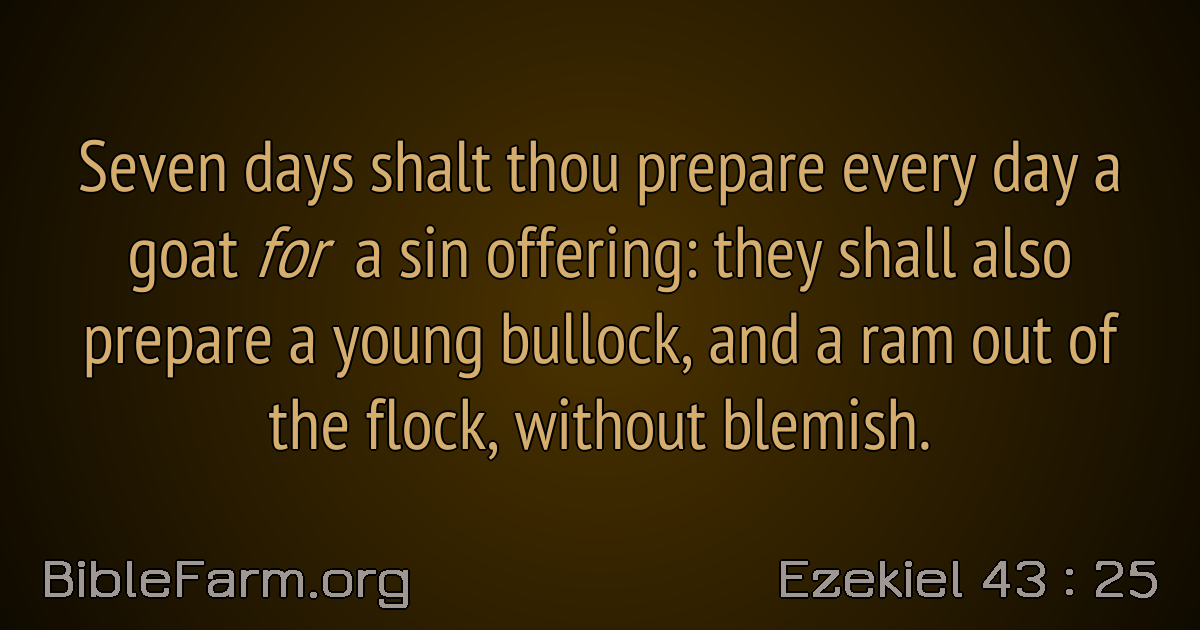 Seven days shalt thou prepare every day a
goat for a sin offering: they shall also
prepare a young bullock, and a ram out of
the flock, without blemish.
BibleFarm.org
Ezekiel 43 : 25